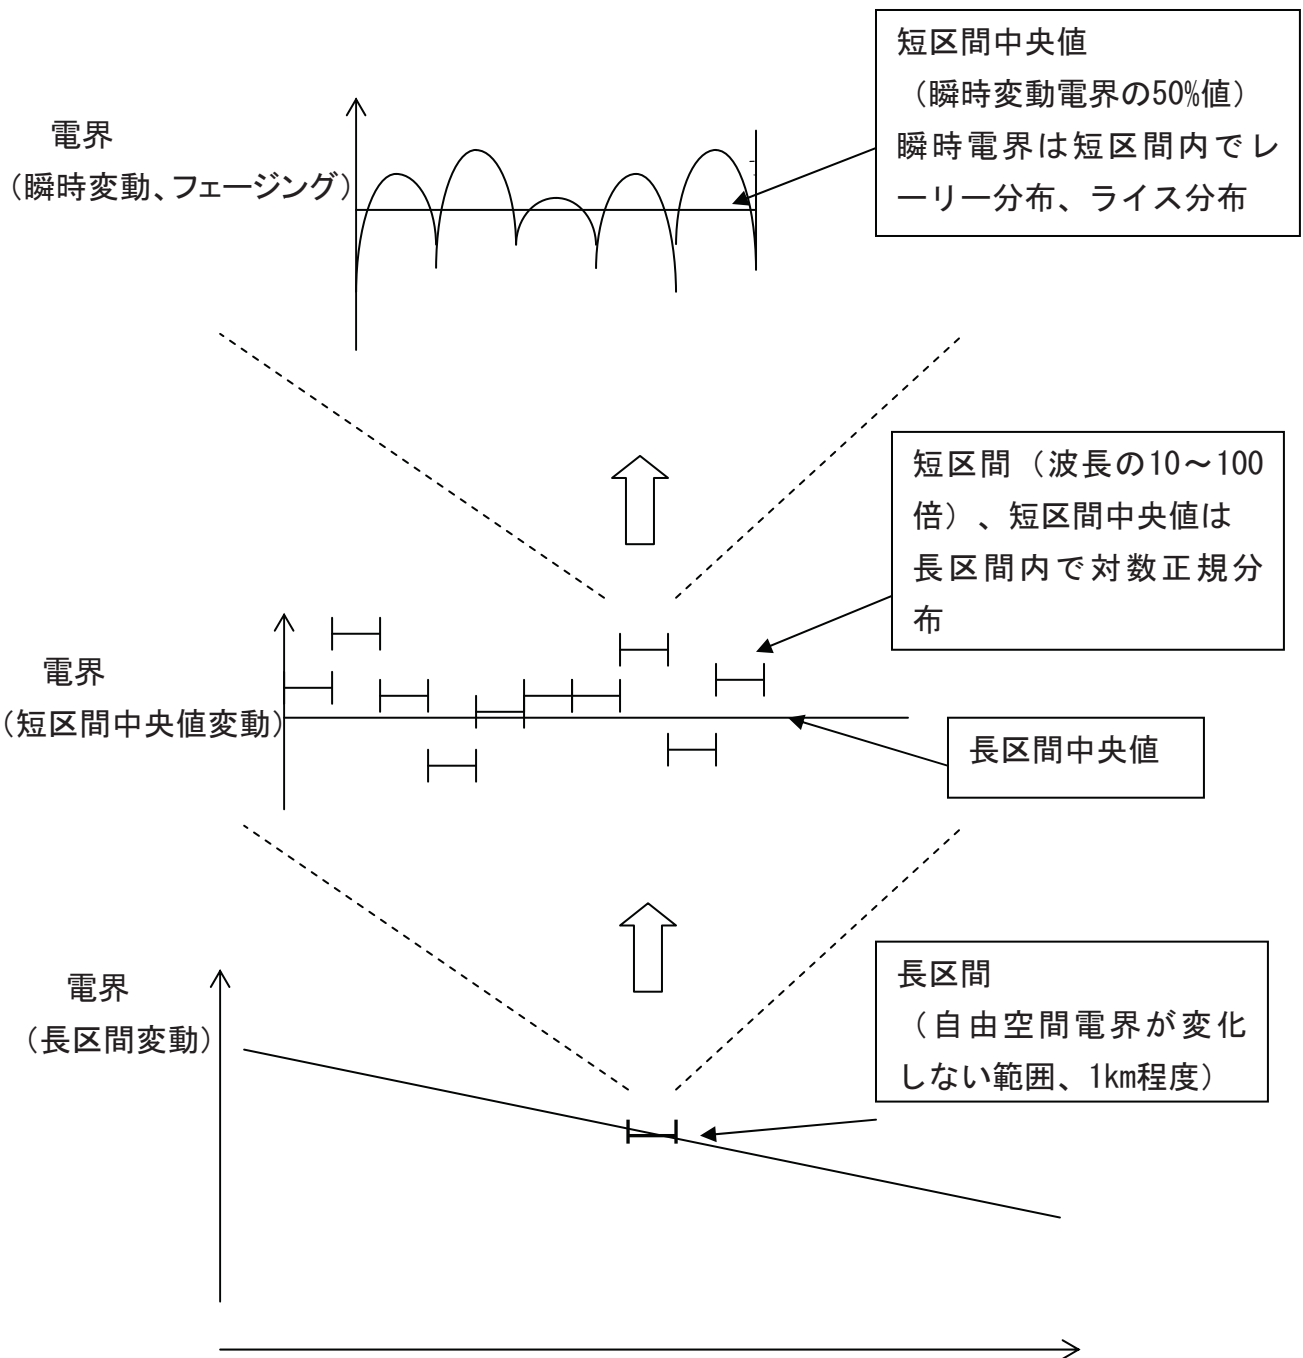 短区間中央値
（瞬時変動電界の50%値）
瞬時電界は短区間内でレ
ーリー分布、ライス分布
電界
（瞬時変動、フェージング）
短区間（波長の10～100
倍）、短区間中央値は
長区間内で対数正規分
布
電界
（短区間中央値変動）
長区間中央値
長区間
（自由空間電界が変化
しない範囲、1km程度）
電界
（長区間変動）